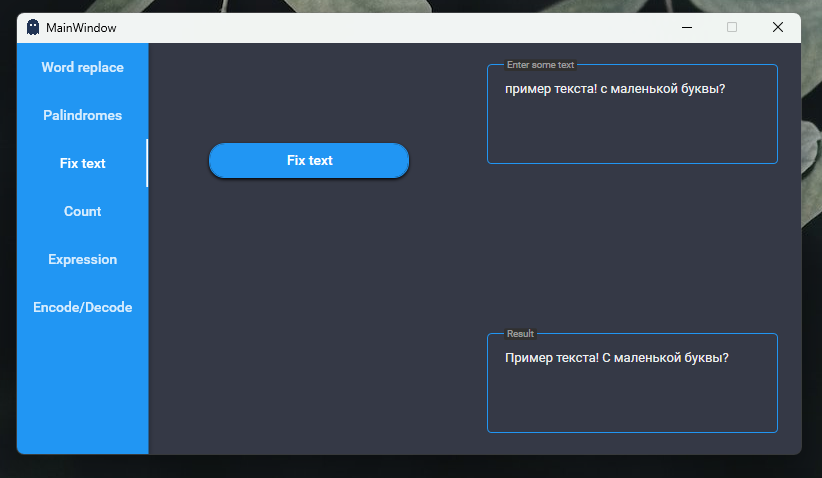 MainWindow
Word replace
Palindromes
Fix text
Count
Expression
Encode/Decode
Fix text
Enter some text
пример текста! с маленькой буквы?
Result
Пример текста! С маленькой буквы?